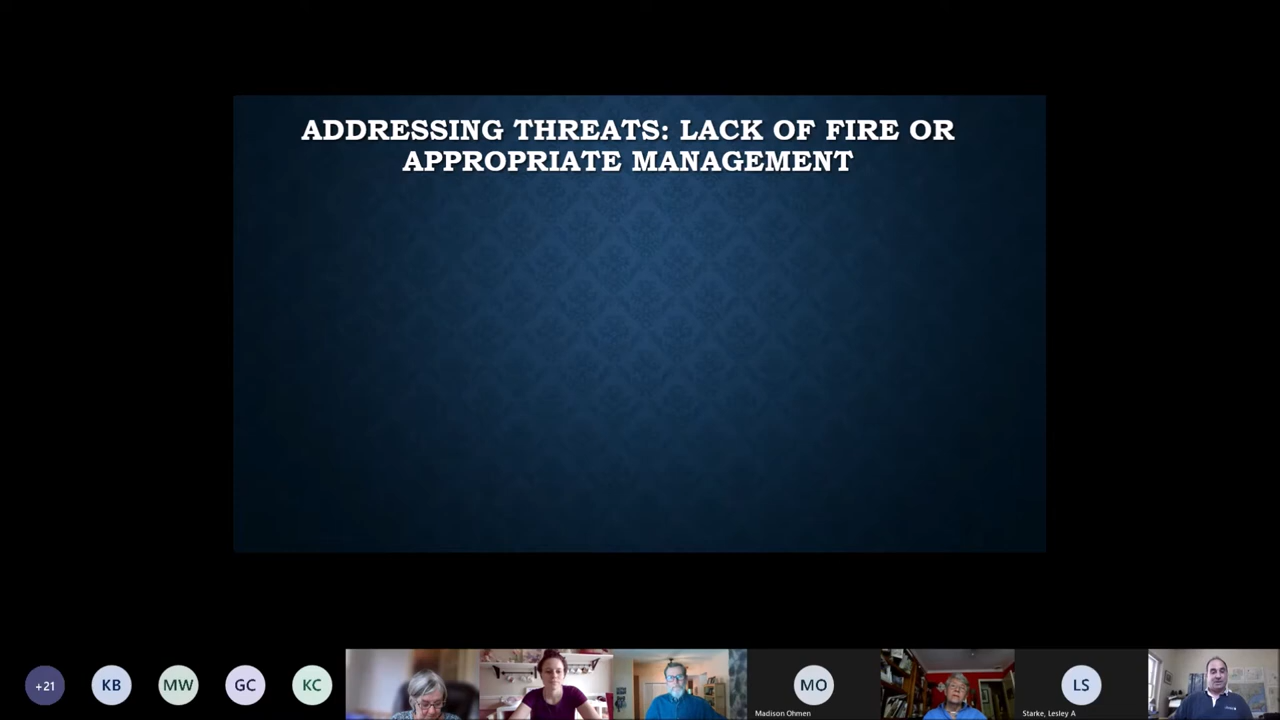 ADDRESSING THREATS: LACK OF FIRE OR
APPROPRIATE MANAGEMENT
+21
KB
MW
GC
KC
MO
Madison Ohmen
LS
Starke, Lesley A